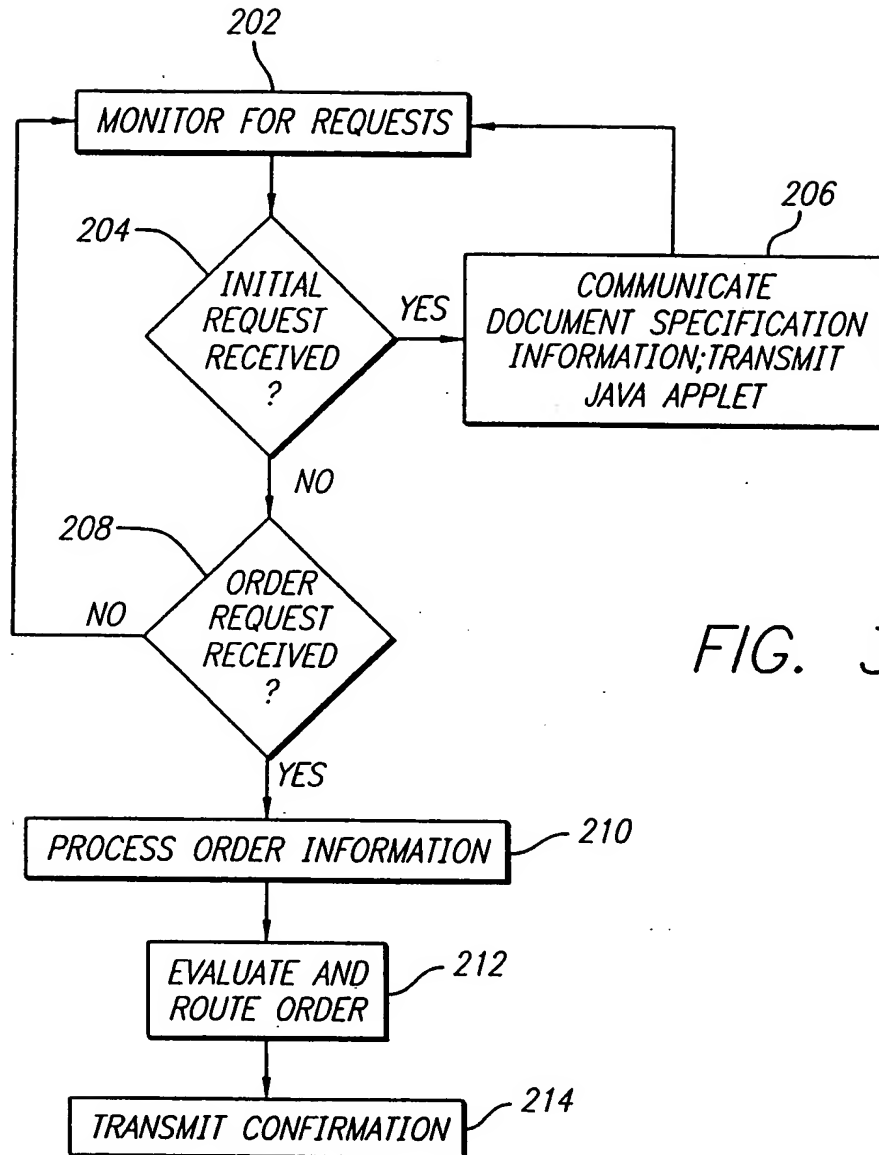 202
MONITOR FOR REQUESTS
204
INITIAL
REQUEST
RECEIVED
?
YES
206
COMMUNICATE
DOCUMENT SPECIFICATION
INFORMATION;TRANSMIT
JAVA APPLET
NO
208
ORDER
REQUEST
RECEIVED
?
NO
FIG.
YES
PROCESS ORDER INFORMATION
210
EVALUATE AND
ROUTE ORDER
212
TRANSMIT CONFIRMATION
214